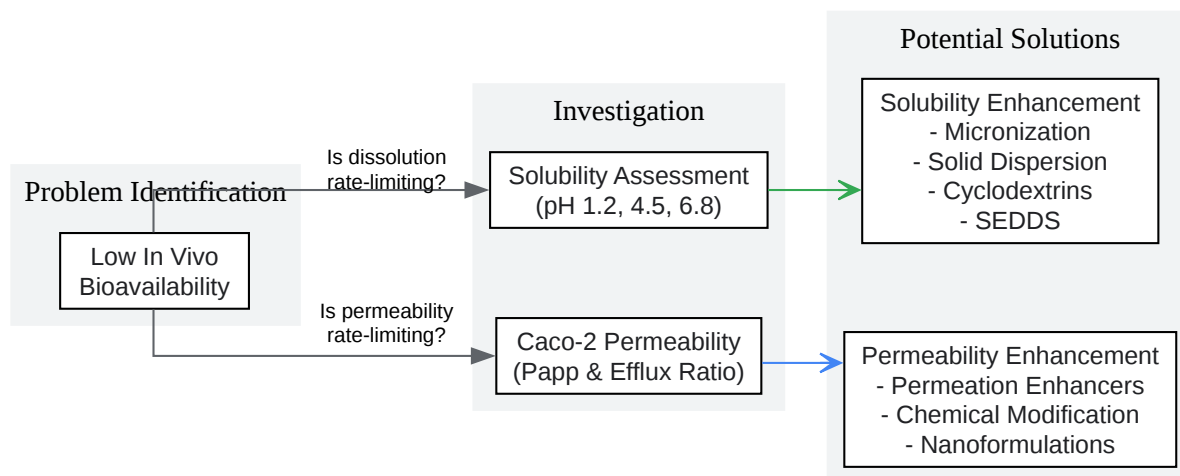 Problem Identification
Low In Vivo
Bioavailability
Is dissolution
rate-limiting?
Is permeability
rate-limiting?
Investigation
Solubility Assessment
(pH 1.2, 4.5, 6.8)
Caco-2 Permeability
(Papp & Efflux Ratio)
Potential Solutions
Solubility Enhancement
- Micronization
- Solid Dispersion
- Cyclodextrins
- SEDDS
Permeability Enhancement
- Permeation Enhancers
- Chemical Modification
- Nanoformulations